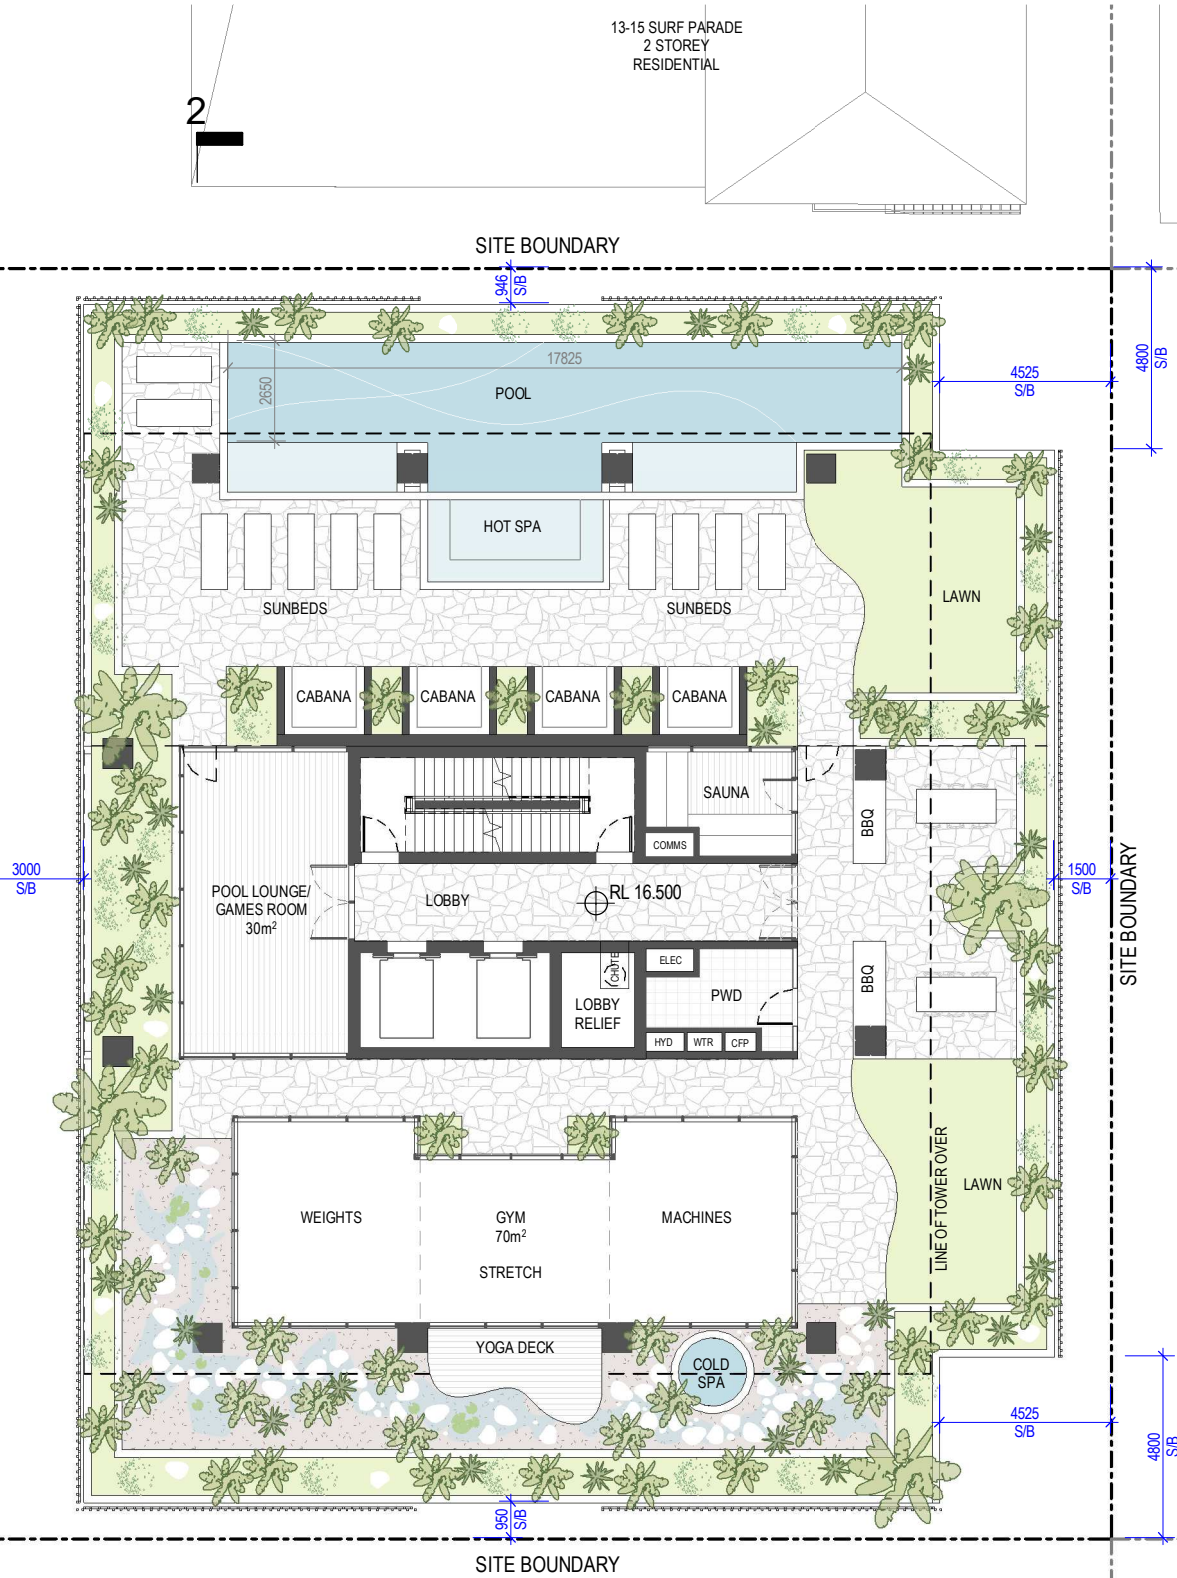 13-15 SURF PARADE
2 STOREY
RESIDENTIAL
2
SITE BOUNDARY
946
S/B
4800
S/B
17825
2650
POOL
4525
S/B
HOT SPA
SUNBEDS
SUNBEDS
LAWN
CABANA
CABANA
CABANA
CABANA
SAUNA
COMMS
BBQ
3000
S/B
POOL LOUNGE/
GAMES ROOM
30m²
LOBBY
RL 16.500
1500
S/B
SITE BOUNDARY
CHUTE
ELEC
LOBBY
RELIEF
PWD
BBQ
HYD
WTR
CFP
WEIGHTS
GYM
70m²
STRETCH
MACHINES
LINE OF TOWER OVER
LAWN
YOGA DECK
COLD
SPA
4525
S/B
4800
S/B
950
S/B
SITE BOUNDARY